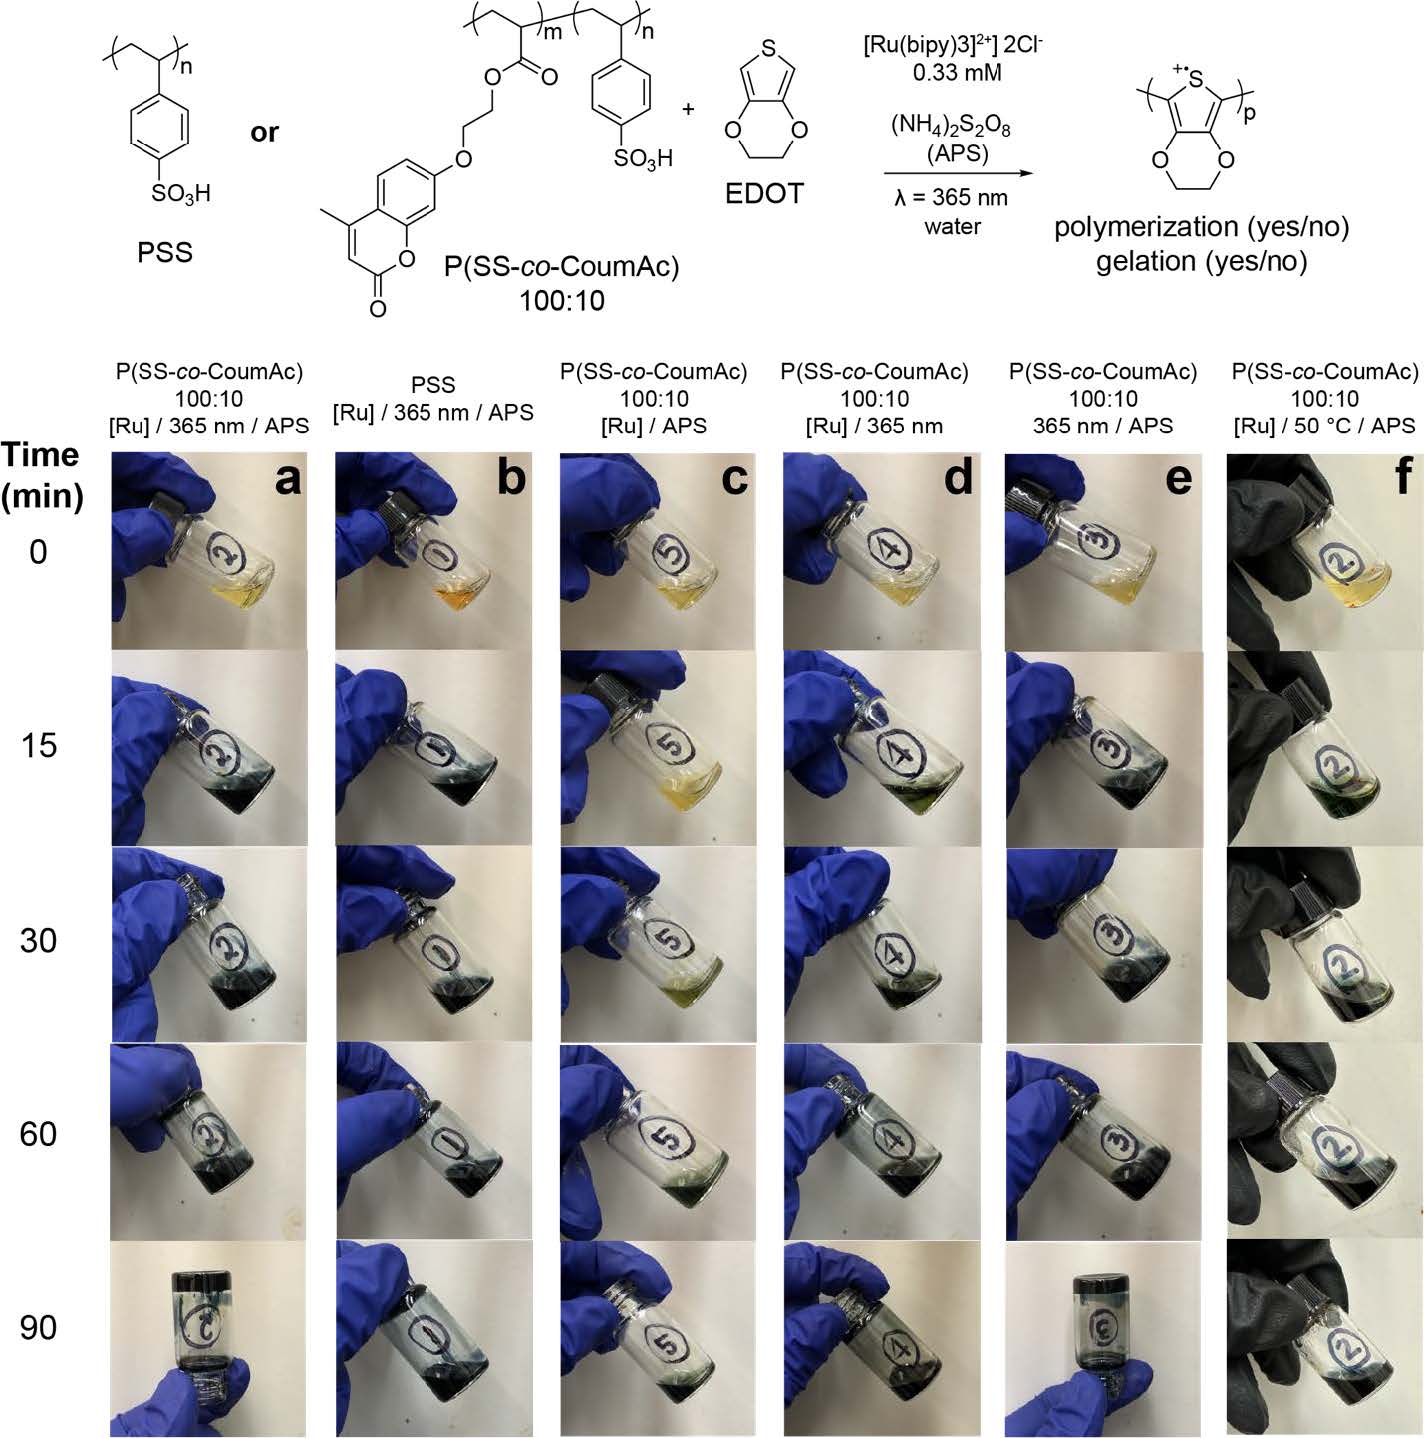 m
n
n
O
O
O
SO₃H
or
SO₃H
PSS
O
O
P(SS-co-CoumAc)
100:10
+
S
O
O
EDOT
[Ru(bipy)3]²⁺] 2Cl⁻
0.33 mM
(NH₄)₂S₂O₈
(APS)
λ = 365 nm
water
+•
S
p
O
O
polymerization (yes/no)
gelation (yes/no)
P(SS-co-CoumAc)
100:10
[Ru] / 365 nm / APS
PSS
[Ru] / 365 nm / APS
P(SS-co-CoumAc)
100:10
[Ru] / APS
P(SS-co-CoumAc)
100:10
[Ru] / 365 nm
P(SS-co-CoumAc)
100:10
365 nm / APS
P(SS-co-CoumAc)
100:10
[Ru] / 50 °C / APS
Time
(min)
a
b
c
d
e
f
0
2
1
5
4
3
2
15
2
1
5
4
3
2
30
2
1
5
4
3
2
60
2
1
5
4
3
2
90
2
1
5
4
3
2